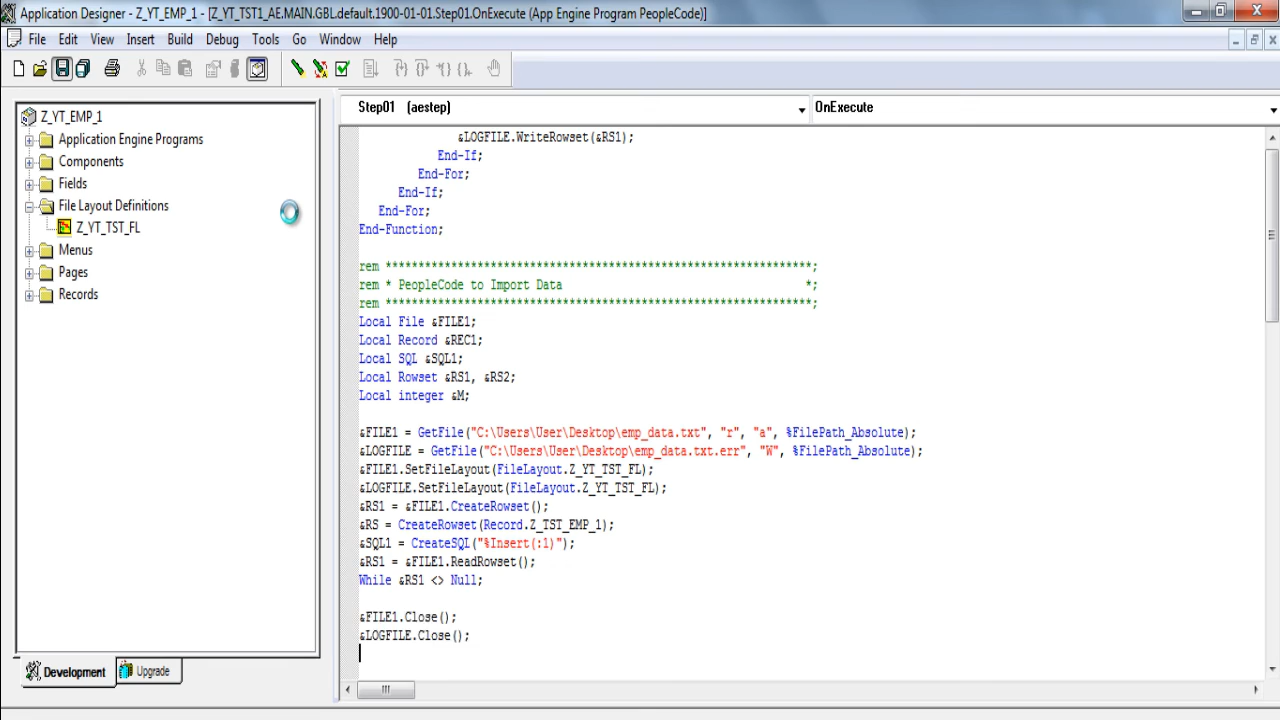 Application Designer - Z_YT_EMP_1 - [Z_YT_TST1_AE.MAIN.GBL.default.1900-01-01.Step01.OnExecute (App Engine Program PeopleCode)]
File Edit View Insert Build Debug Tools Go Window Help
Z_YT_EMP_1
Application Engine Programs
Components
Fields
File Layout Definitions
Z_YT_TST_FL
Menus
Pages
Records
Development Upgrade
Step01 (aestep) OnExecute
&LOGFILE.WriteRowset(&RS1);
End-If;
End-For;
End-If;
End-For;
End-Function;
rem ******************************************************************;
rem * PeopleCode to Import Data *;
rem ******************************************************************;
Local File &FILE1;
Local Record &REC1;
Local SQL &SQL1;
Local Rowset &RS1, &RS2;
Local integer &M;
&FILE1 = GetFile("C:\Users\User\Desktop\emp_data.txt", "r", "a", %FilePath_Absolute);
&LOGFILE = GetFile("C:\Users\User\Desktop\emp_data.txt.err", "W", %FilePath_Absolute);
&FILE1.SetFileLayout(FileLayout.Z_YT_TST_FL);
&LOGFILE.SetFileLayout(FileLayout.Z_YT_TST_FL);
&RS1 = &FILE1.CreateRowset();
&RS = CreateRowset(Record.Z_TST_EMP_1);
&SQL1 = CreateSQL("%Insert(:1)");
&RS1 = &FILE1.ReadRowset();
While &RS1 <> Null;
&FILE1.Close();
&LOGFILE.Close();